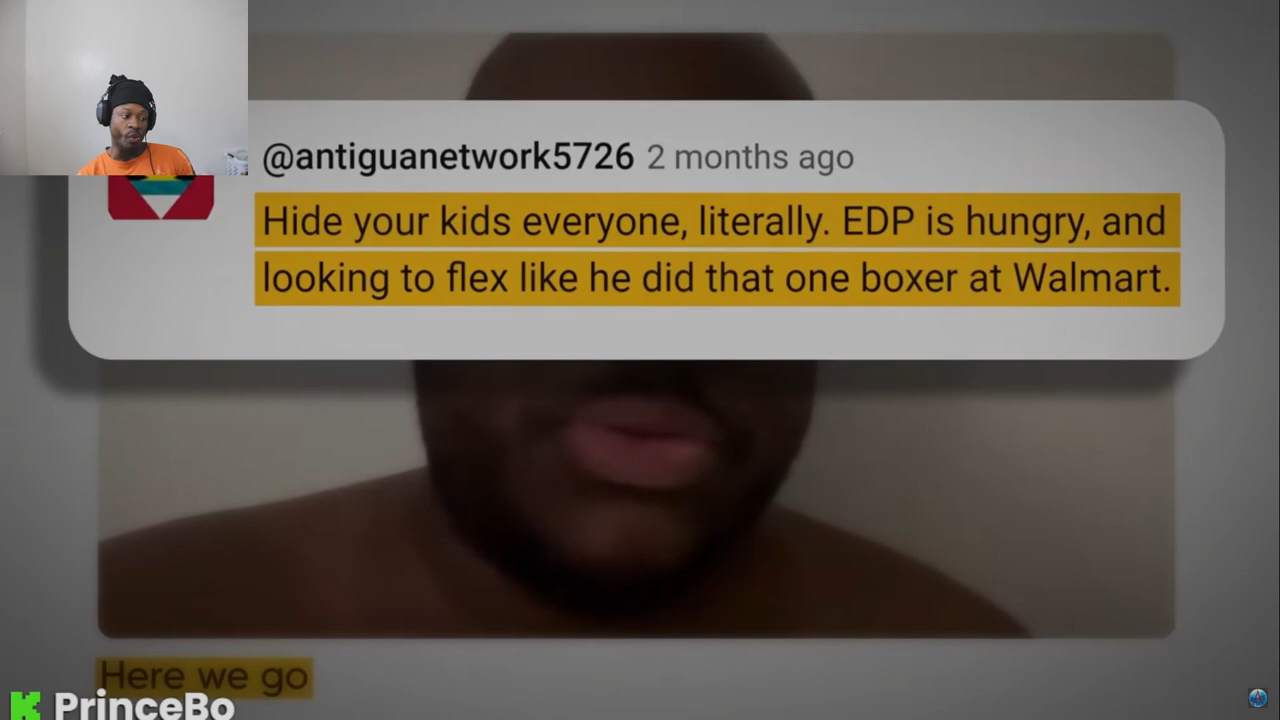 @antiguanetwork5726 2 months ago
Hide your kids everyone, literally. EDP is hungry, and
looking to flex like he did that one boxer at Walmart.
Here we go
PrinceBo